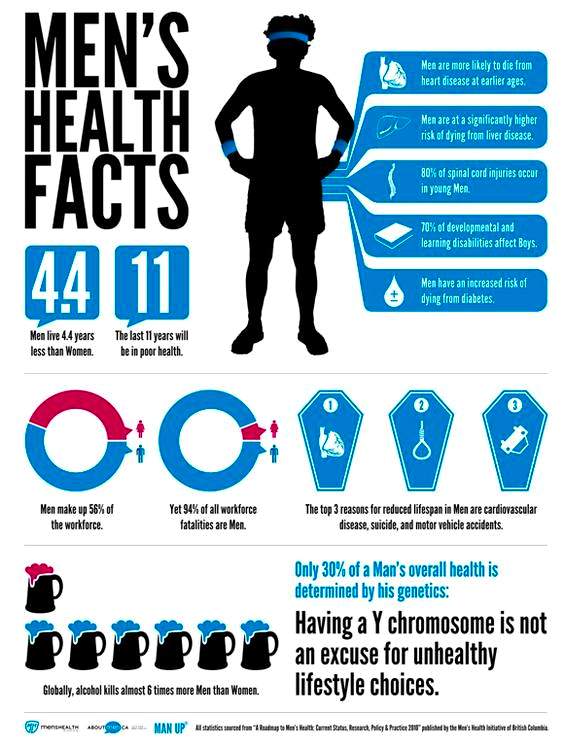 MEN'S
HEALTH
FACTS
Men are more likely to die from
heart disease at earlier ages.
Men are at a significantly higher
risk of dying from liver disease.
80% of spinal cord injuries occur
in young Men.
70% of developmental and
learning disabilities affect Boys.
Men have an increased risk of
dying from diabetes.
4.4
Men live 4.4 years
less than Women.
11
The last 11 years will
be in poor health.
Men make up 56% of
the workforce.
Yet 94% of all workforce
fatalities are Men.
1
2
3
The top 3 reasons for reduced lifespan in Men are cardiovascular
disease, suicide, and motor vehicle accidents.
Globally, alcohol kills almost 6 times more Men than Women.
Only 30% of a Man's overall health is
determined by his genetics:
Having a Y chromosome is not
an excuse for unhealthy
lifestyle choices.
MENSHEALTH
ABOUTMEN.CA
MAN UP
All statistics sourced from "A Roadmap to Men's Health: Current Status, Research, Policy & Practice 2010" published by the Men's Health Initiative of British Columbia.